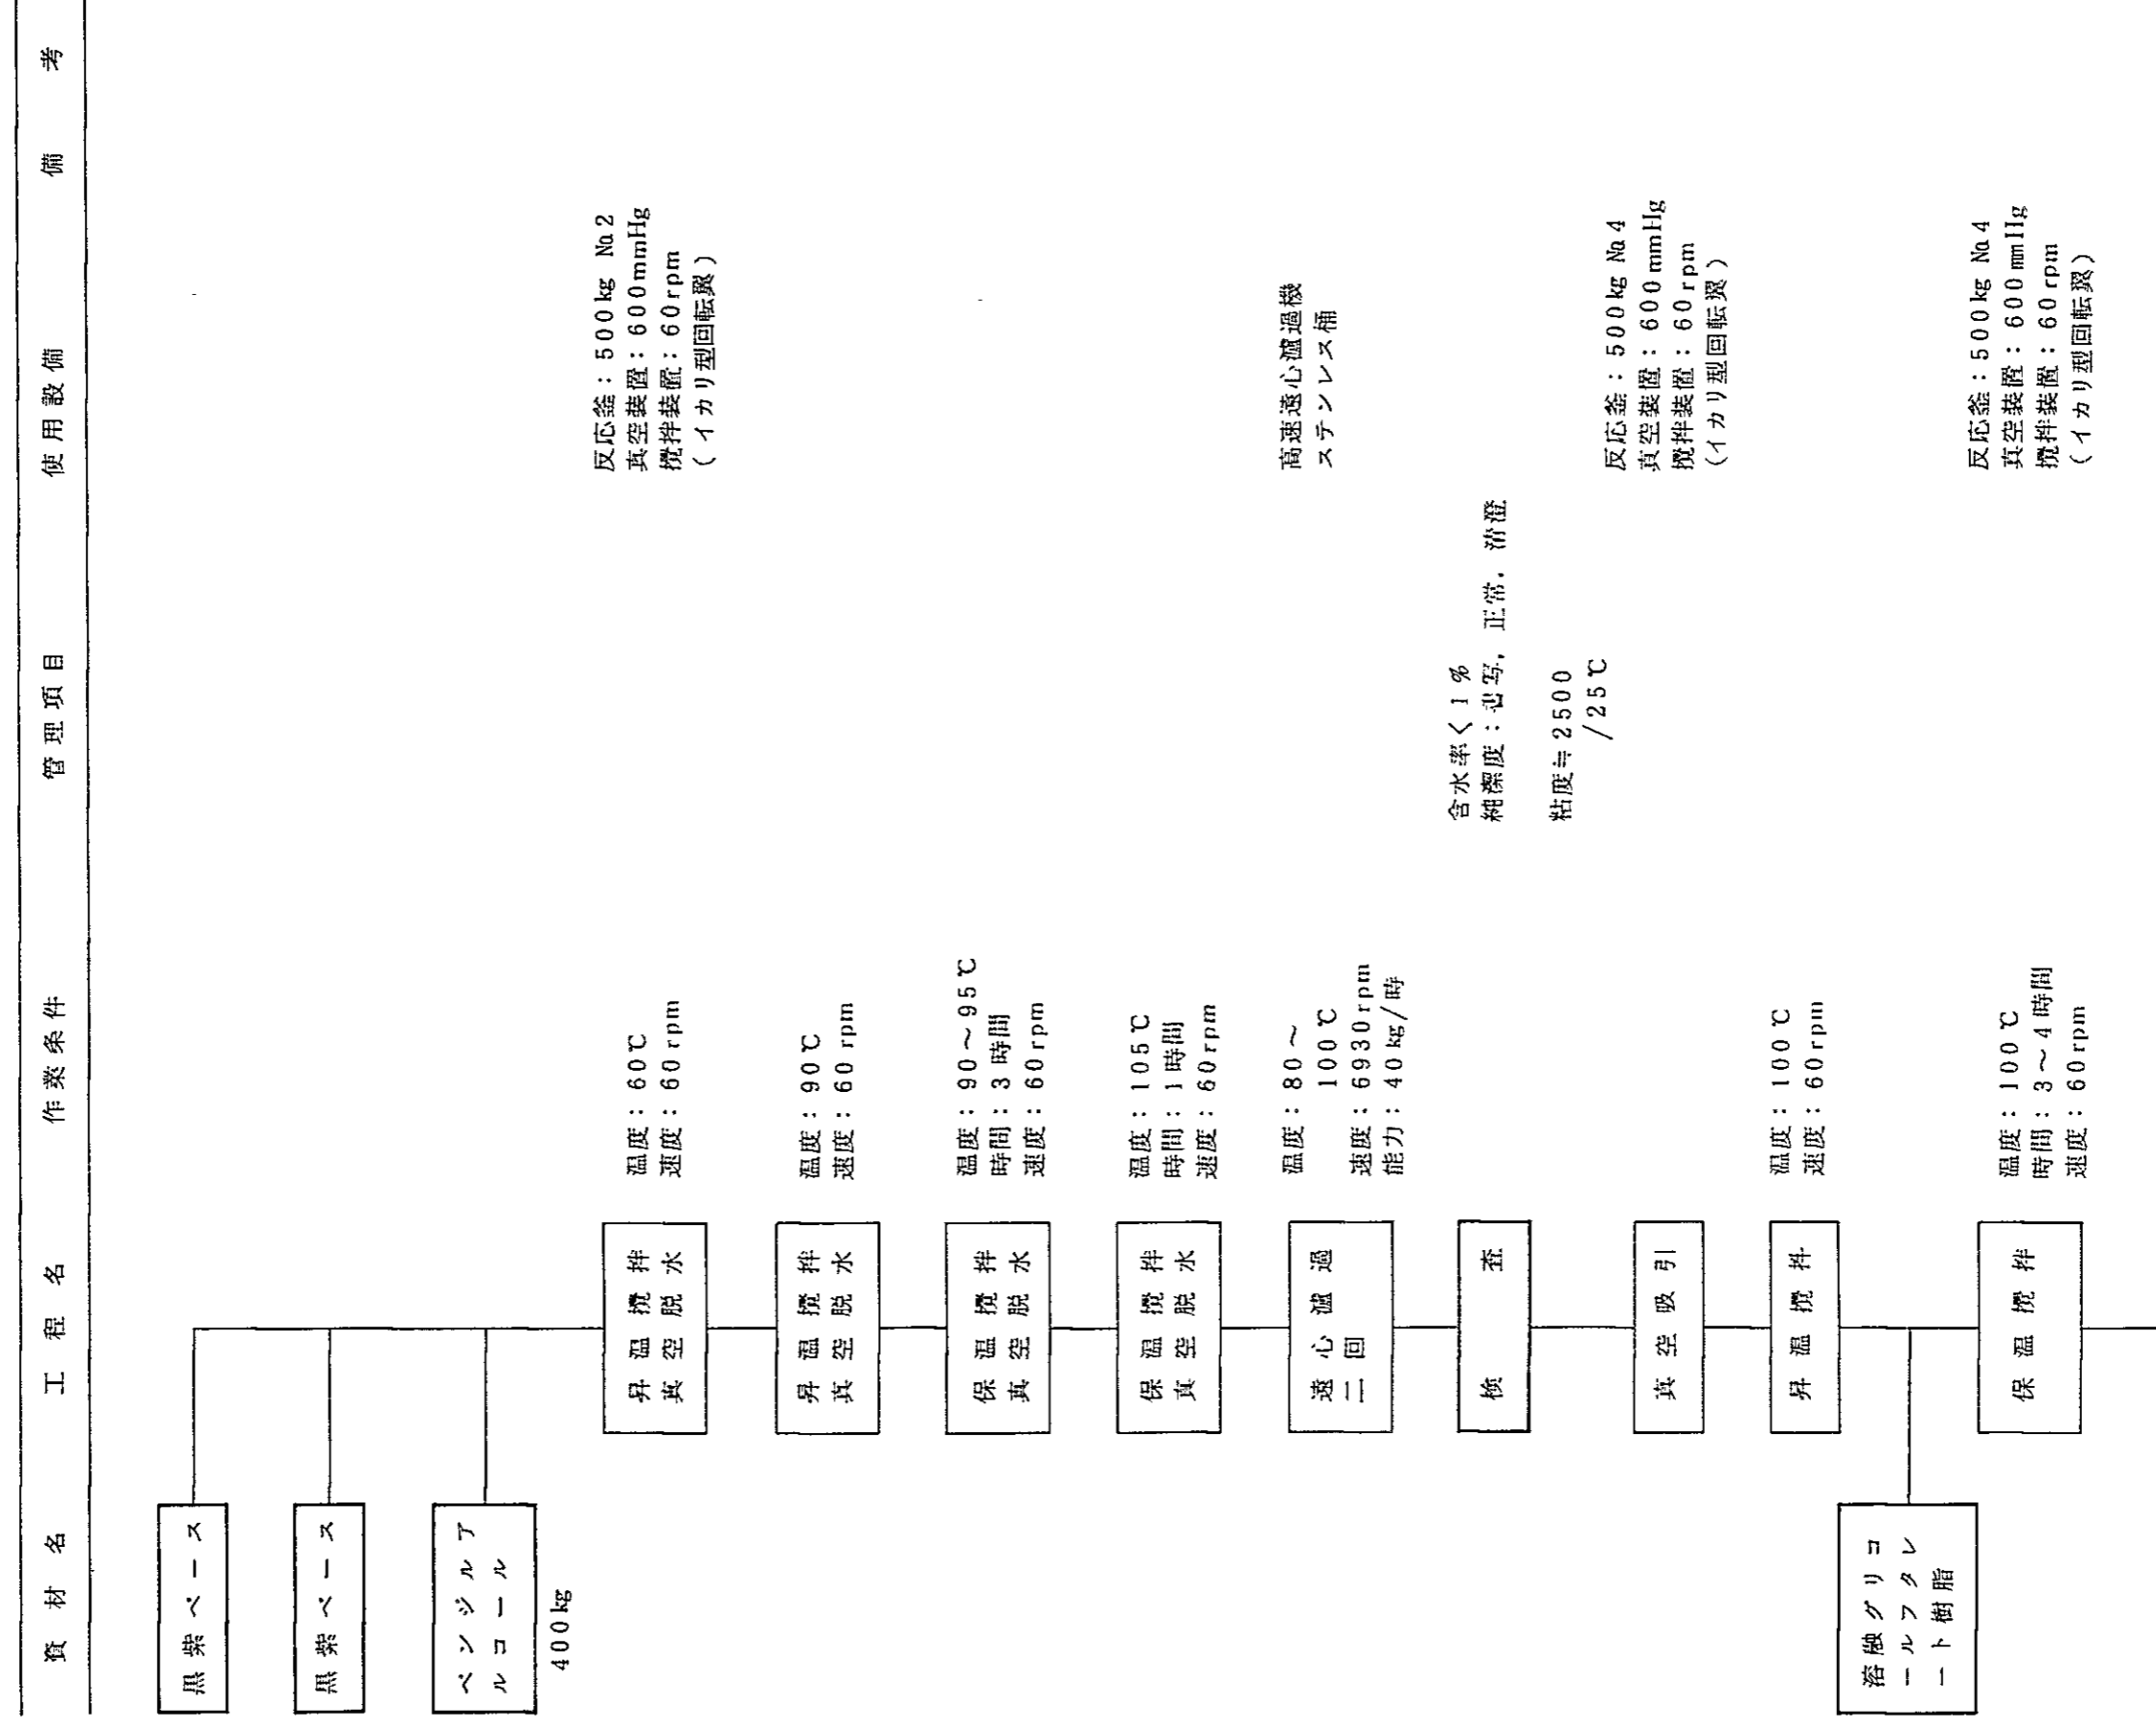 資材名 工程名 作業条件 管理項目 使用設備 備考
黒紫ベース
黒紫ベース
ベンジルア
ルコール
400kg
昇温攪拌
真空脱水
温度：60℃
速度：60rpm
反応釜：500kg №2
真空装置：600mmHg
攪拌装置：60rpm
（イカリ型回転翼）
昇温攪拌
真空脱水
温度：90℃
速度：60rpm
保温攪拌
真空脱水
温度：90～95℃
時間：3時間
速度：60rpm
保温攪拌
真空脱水
温度：105℃
時間：1時間
速度：60rpm
遠心濾過
二回
温度：80～
100℃
速度：6930rpm
能力：40kg/時
高速遠心濾過機
ステンレス桶
検査
含水率＜1％
純潔度：書写，正常，清澄
粘度≒2500
/25℃
真空吸引
反応釜：500kg №4
真空装置：600mmHg
攪拌装置：60rpm
（イカリ型回転翼）
昇温攪拌
温度：100℃
速度：60rpm
溶融グリコ
ールフタレ
ート樹脂
保温攪拌
温度：100℃
時間：3～4時間
速度：60rpm
反応釜：500kg №4
真空装置：600mmHg
攪拌装置：60rpm
（イカリ型回転翼）